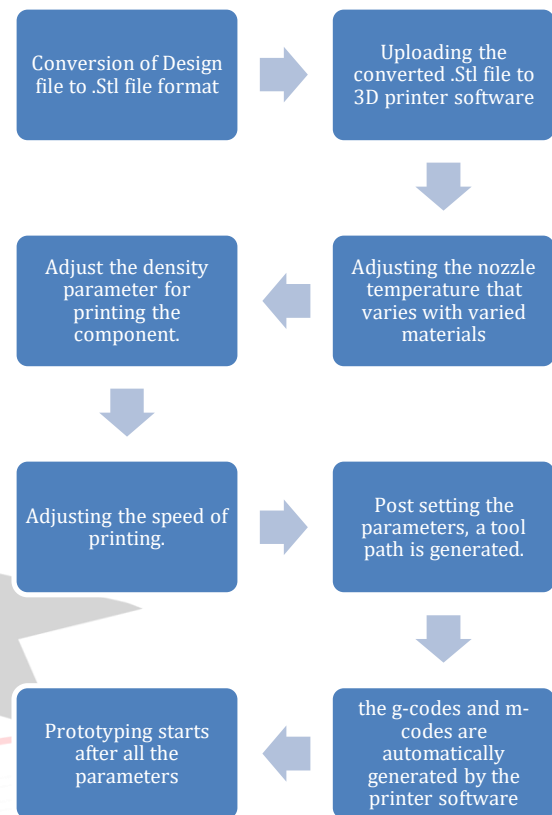 Conversion of Design
file to .Stl file format
Uploading the
converted .Stl file to
3D printer software
Adjusting the nozzle
temperature that
varies with varied
materials
Adjust the density
parameter for
printing the
component.
Adjusting the speed of
printing.
Post setting the
parameters, a tool
path is generated.
the g-codes and m-
codes are
automatically
generated by the
printer software
Prototyping starts
after all the
parameters